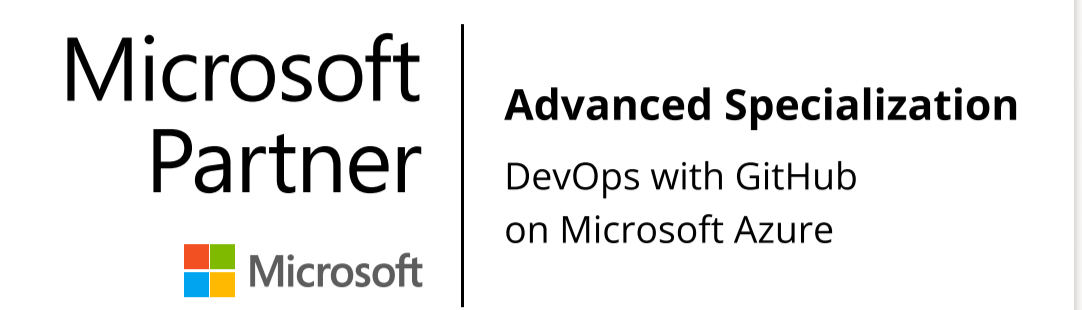 Microsoft
Partner
Microsoft
Advanced Specialization
DevOps with GitHub
on Microsoft Azure